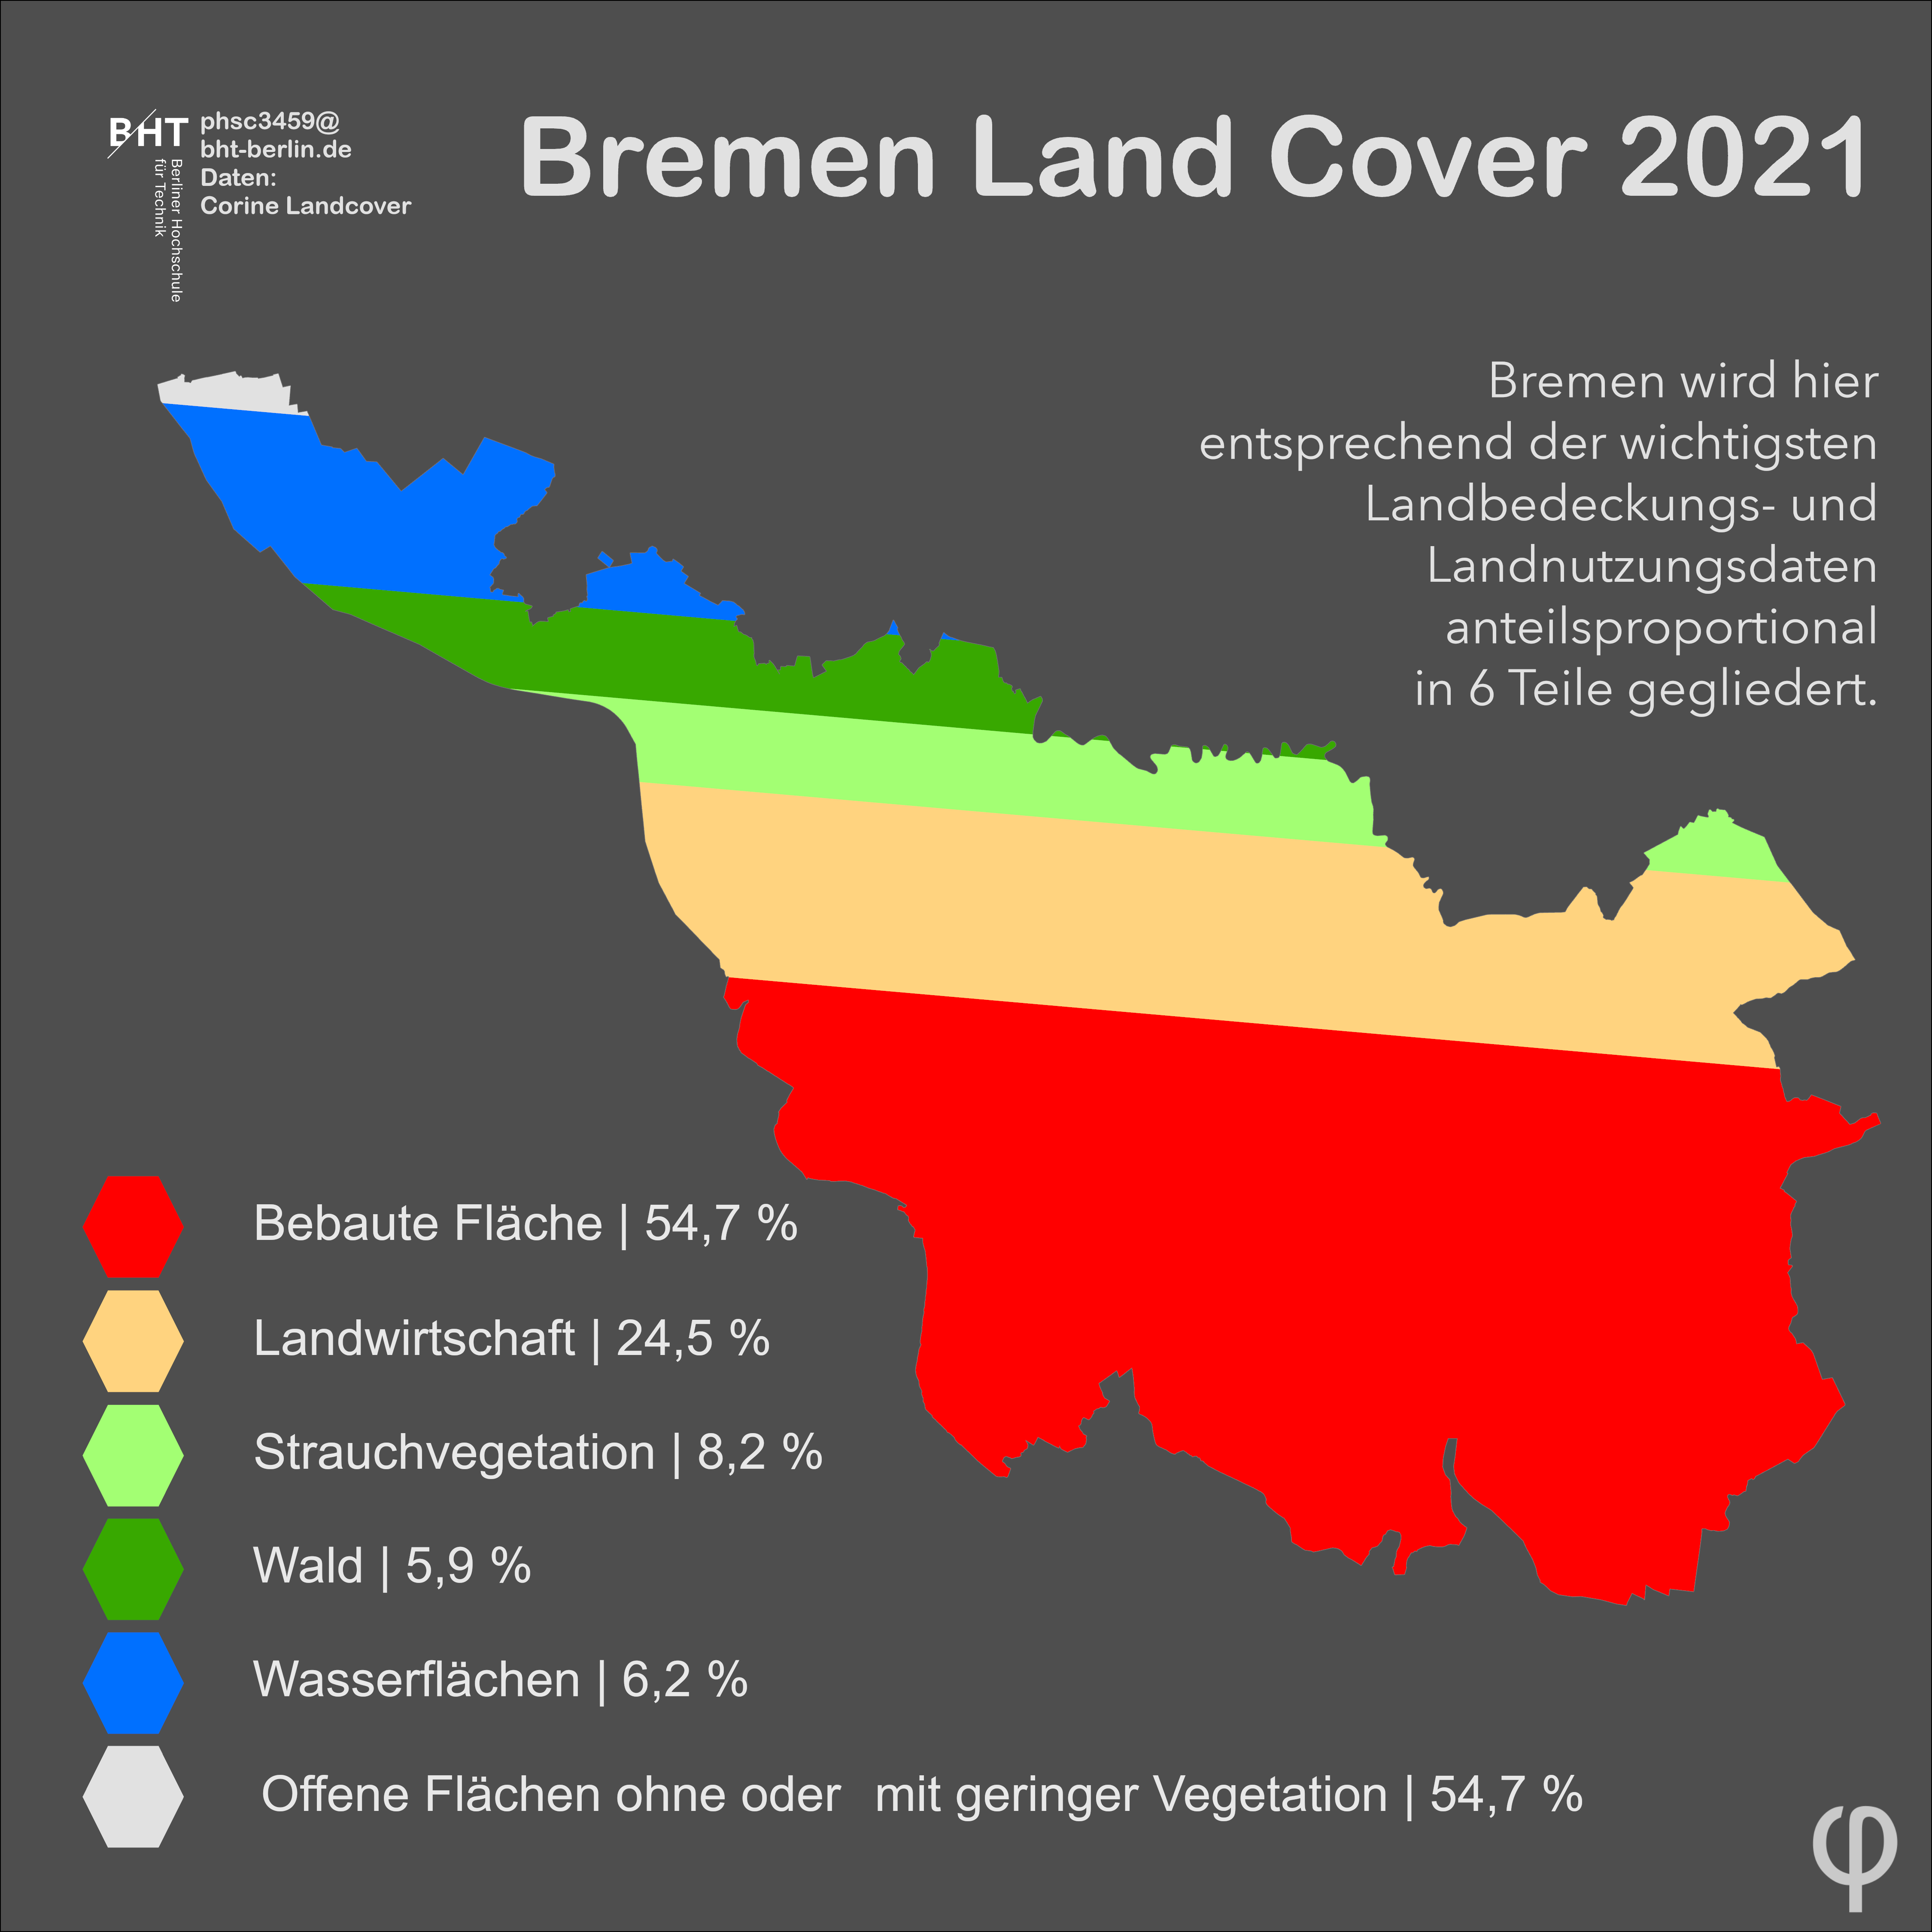 BHT
Berliner Hochschule
für Technik
phsc3459@
bht-berlin.de
Daten:
Corine Landcover
Bremen Land Cover 2021
Bremen wird hier
entsprechend der wichtigsten
Landbedeckungs- und
Landnutzungsdaten
anteilsproportional
in 6 Teile gegliedert.
Bebaute Fläche | 54,7 %
Landwirtschaft | 24,5 %
Strauchvegetation | 8,2 %
Wald | 5,9 %
Wasserflächen | 6,2 %
Offene Flächen ohne oder mit geringer Vegetation | 54,7 %
φ